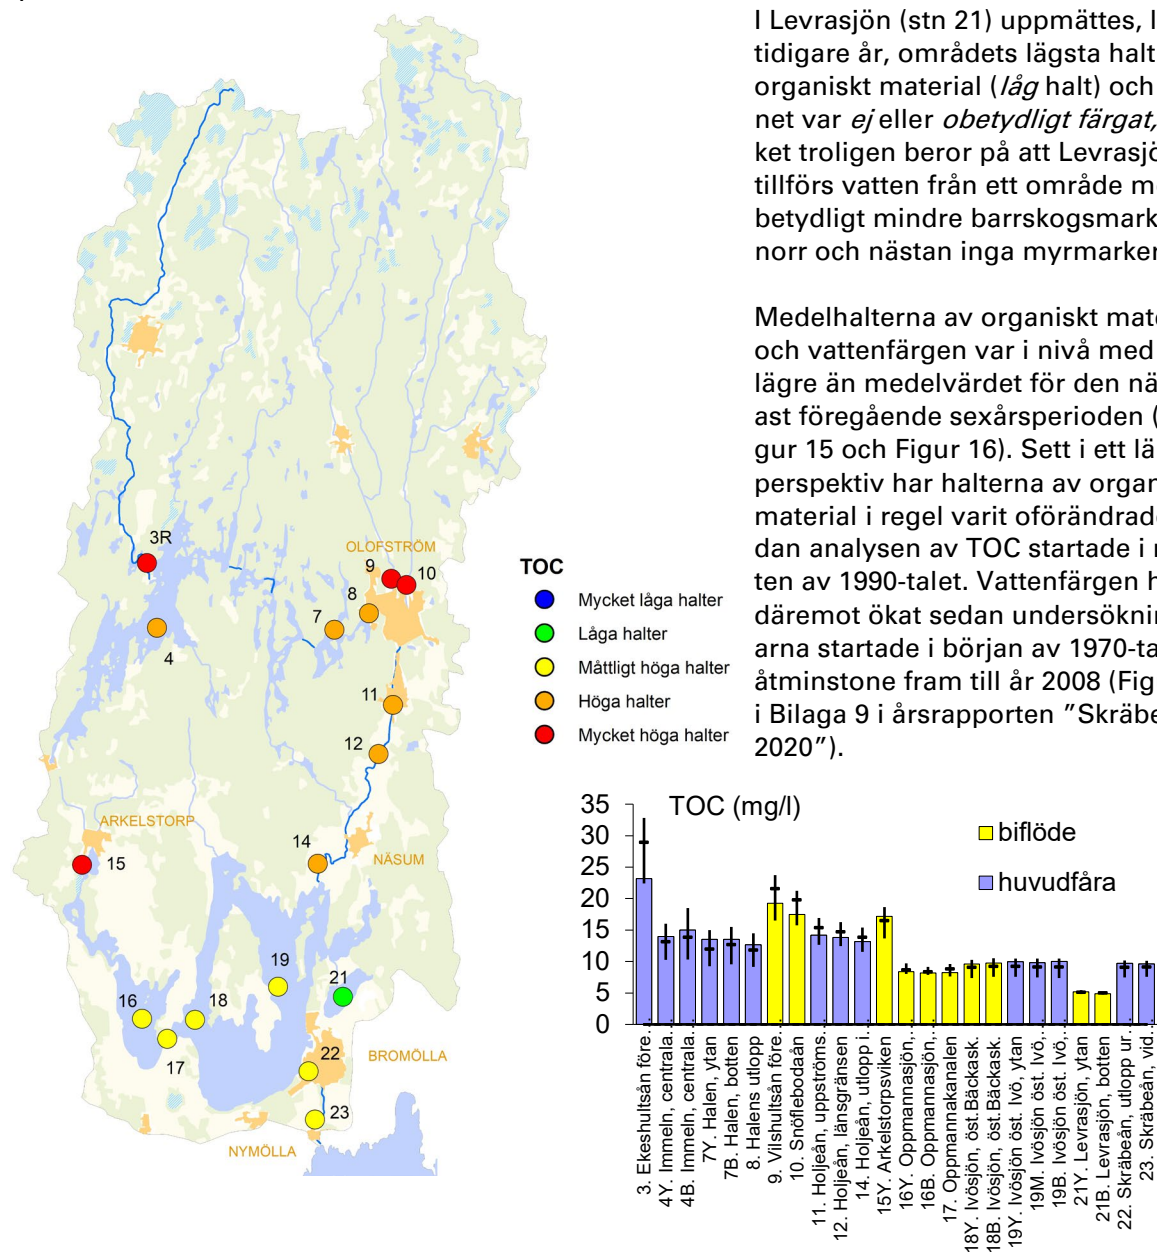 I Levrasjön (stn 21) uppmättes, l
tidigare år, områdets lägsta halt
organiskt material (låg halt) och
net var ej eller obetydligt färgat,
ket troligen beror på att Levrasjö
tillförs vatten från ett område m
betydligt mindre barrskogsmark
norr och nästan inga myrmarker
Medelhalterna av organiskt mate
och vattenfärgen var i nivå med
lägre än medelvärdet för den nä
ast föregående sexårsperioden (
gur 15 och Figur 16). Sett i ett lä
perspektiv har halterna av organ
material i regel varit oförändrade
dan analysen av TOC startade i m
ten av 1990-talet. Vattenfärgen h
däremot ökat sedan undersöknin
arna startade i början av 1970-ta
åtminstone fram till år 2008 (Fig
i Bilaga 9 i årsrapporten ”Skräbe
2020”).
3R
OLOFSTRÖM
9
10
8
7
4
11
12
ARKELSTORP
14
NÄSUM
15
19
21
16
18
17
22
BROMÖLLA
23
NYMÖLLA
TOC
Mycket låga halter
Låga halter
Måttligt höga halter
Höga halter
Mycket höga halter
TOC (mg/l)
35
30
25
20
15
10
5
0
biflöde
huvudfåra
3. Ekeshultsån före..
4Y. Immeln, centrala.
4B. Immeln, centrala.
7Y. Halen, ytan
7B. Halen, botten
8. Halens utlopp
9. Vilshultsån före..
10. Snöflebodaån
11. Holjeån, uppströms.
12. Holjeån, länsgränsen
14. Holjeån, utlopp i.
15Y. Arkelstorpsviken
16Y. Oppmannasjön,.
16B. Oppmannasjön,.
17. Oppmannakanalen
18Y. Ivösjön, öst.Bäckask.
18B. Ivösjön, öst.Bäckask.
19Y. Ivösjön öst. Ivö, ytan
19M. Ivösjön öst. Ivö,.
19B. Ivösjön öst. Ivö,.
21Y. Levrasjön, ytan
21B. Levrasjön, botten
22. Skräbeån, utlopp ur.
23. Skräbeån, vid.